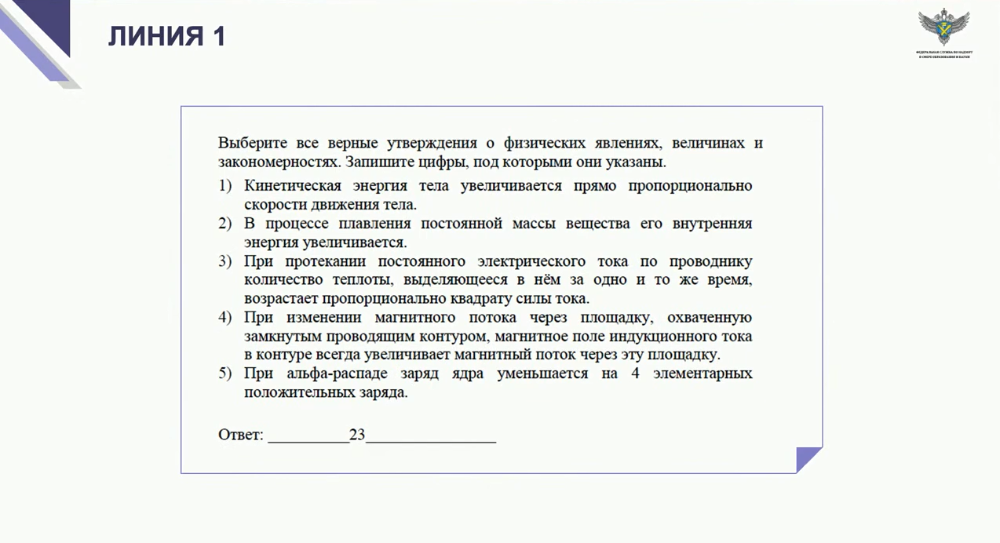 ЛИНИЯ 1
ФЕДЕРАЛЬНАЯ СЛУЖБА ПО НАДЗОРУ
В СФЕРЕ ОБРАЗОВАНИЯ И НАУКИ
Выберите все верные утверждения о физических явлениях, величинах и
закономерностях. Запишите цифры, под которыми они указаны.
1) Кинетическая энергия тела увеличивается прямо пропорционально
скорости движения тела.
2) В процессе плавления постоянной массы вещества его внутренняя
энергия увеличивается.
3) При протекании постоянного электрического тока по проводнику
количество теплоты, выделяющееся в нём за одно и то же время,
возрастает пропорционально квадрату силы тока.
4) При изменении магнитного потока через площадку, охваченную
замкнутым проводящим контуром, магнитное поле индукционного тока
в контуре всегда увеличивает магнитный поток через эту площадку.
5) При альфа-распаде заряд ядра уменьшается на 4 элементарных
положительных заряда.
Ответ: __________23________________